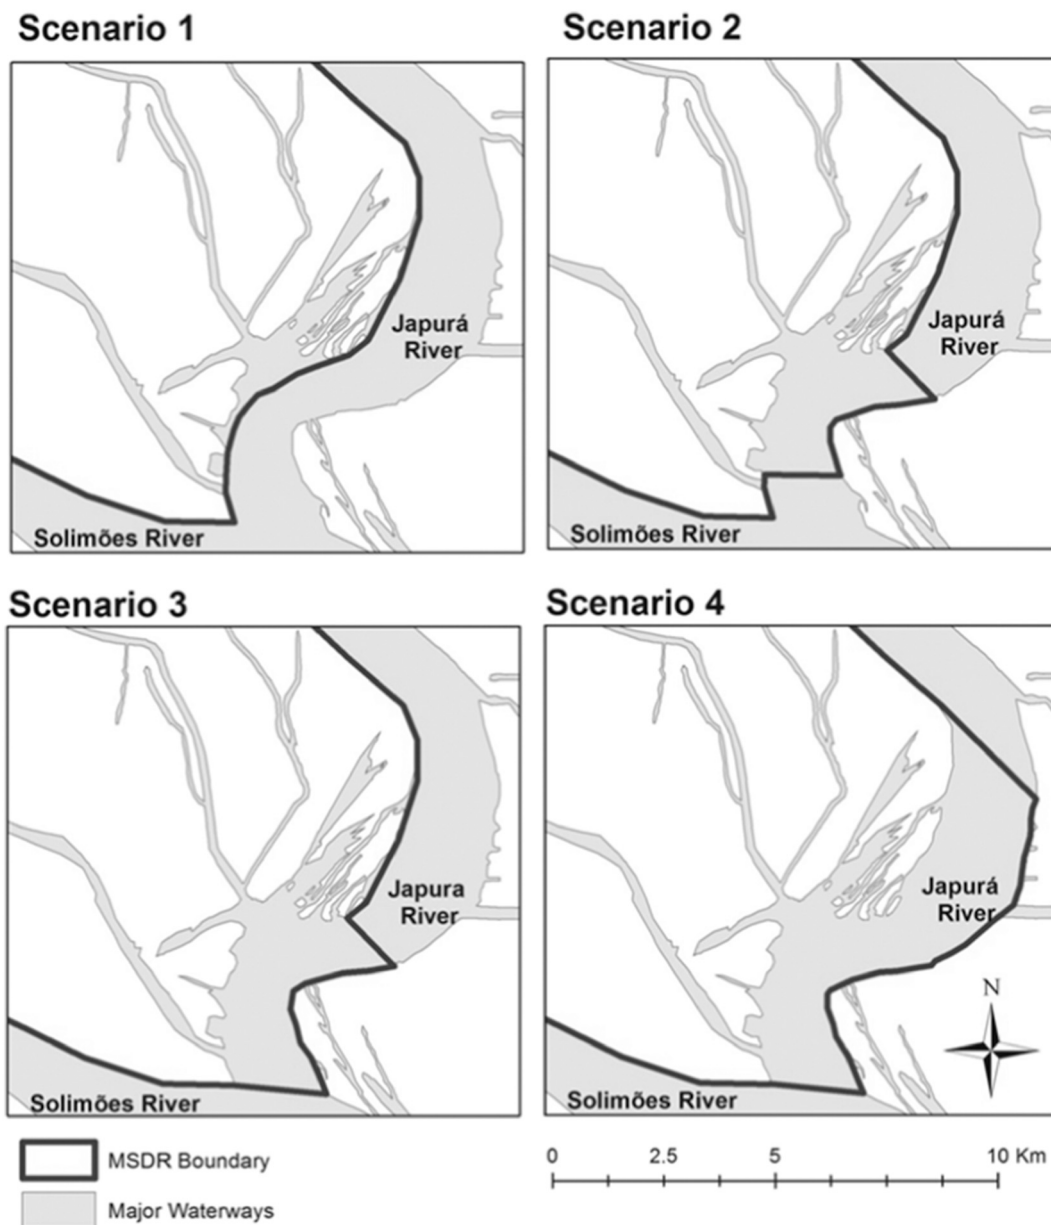 Scenario 1
Scenario 2
Japurá
River
Solimões River
Japurá
River
Solimões River
Scenario 3
Scenario 4
Japura
River
Solimões River
Japurá
River
N
Solimões River
MSDR Boundary
Major Waterways
0 2.5 5 10 Km